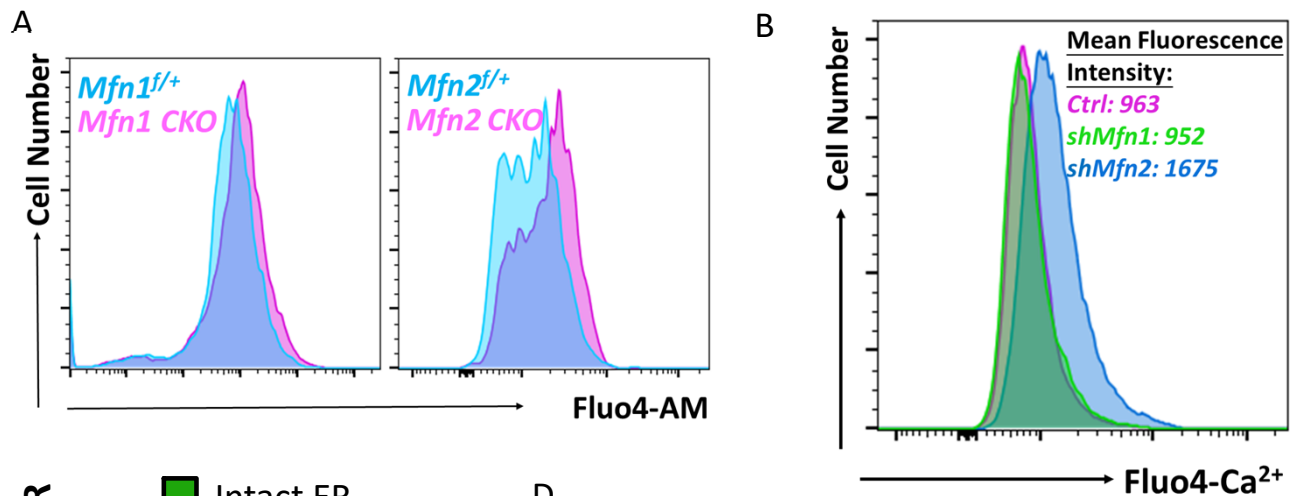 A
Cell Number
Mfn1f/+
Mfn1 CKO
Mfn2f/+
Mfn2 CKO
Fluo4-AM
B
Cell Number
Mean Fluorescence
Intensity:
Ctrl: 963
shMfn1: 952
shMfn2: 1675
Fluo4-Ca2+
R
Intact ER
D